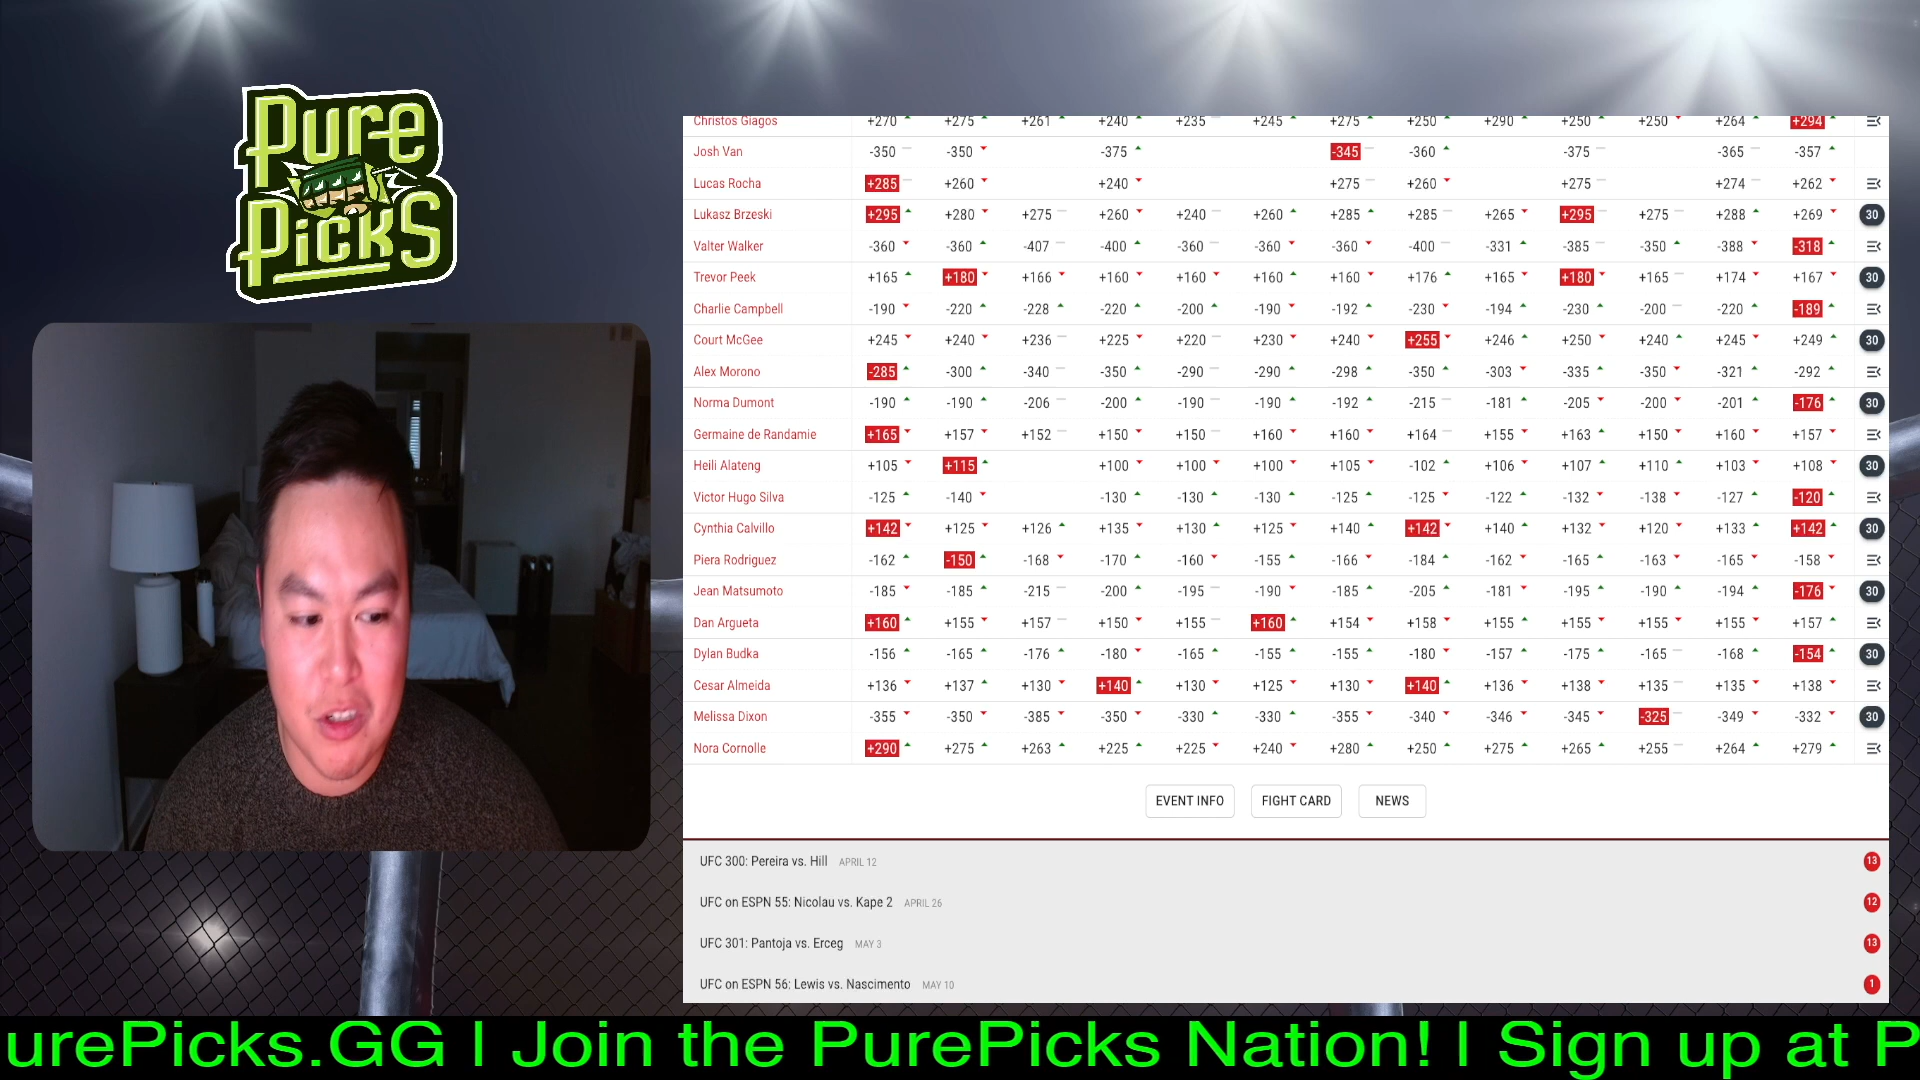 Pure
Picks
Christos Giagos +270 +275 +261 +240 +235 +245 +275 +250 +290 +250 +250 +264 +294
Josh Van -350 -350 -375 -345 -360 -375 -365 -357
Lucas Rocha +285 +260 +240 +275 +260 +275 +274 +262
Lukasz Brzeski +295 +280 +275 +260 +240 +260 +285 +285 +265 +295 +275 +288 +269 30
Valter Walker -360 -360 -407 -400 -360 -360 -360 -400 -331 -385 -350 -388 -318
Trevor Peek +165 +180 +166 +160 +160 +160 +160 +176 +165 +180 +165 +174 +167 30
Charlie Campbell -190 -220 -228 -220 -200 -190 -192 -230 -194 -230 -200 -220 -189
Court McGee +245 +240 +236 +225 +220 +230 +240 +255 +246 +250 +240 +245 +249 30
Alex Morono -285 -300 -340 -350 -290 -290 -298 -350 -303 -335 -350 -321 -292
Norma Dumont -190 -190 -206 -200 -190 -190 -192 -215 -181 -205 -200 -201 -176 30
Germaine de Randamie +165 +157 +152 +150 +150 +160 +160 +164 +155 +163 +150 +160 +157
Heili Alateng +105 +115 +100 +100 +100 +105 -102 +106 +107 +110 +103 +108 30
Victor Hugo Silva -125 -140 -130 -130 -130 -125 -125 -122 -132 -138 -127 -120
Cynthia Calvillo +142 +125 +126 +135 +130 +125 +140 +142 +140 +132 +120 +133 +142 30
Piera Rodriguez -162 -150 -168 -170 -160 -155 -166 -184 -162 -165 -163 -165 -158
Jean Matsumoto -185 -185 -215 -200 -195 -190 -185 -205 -181 -195 -190 -194 -176 30
Dan Argueta +160 +155 +157 +150 +155 +160 +154 +158 +155 +155 +155 +155 +157
Dylan Budka -156 -165 -176 -180 -165 -155 -155 -180 -157 -175 -165 -168 -154 30
Cesar Almeida +136 +137 +130 +140 +130 +125 +130 +140 +136 +138 +135 +135 +138
Melissa Dixon -355 -350 -385 -350 -330 -330 -355 -340 -346 -345 -325 -349 -332 30
Nora Cornolle +290 +275 +263 +225 +225 +240 +280 +250 +275 +265 +255 +264 +279
EVENT INFO FIGHT CARD NEWS
UFC 300: Pereira vs. Hill APRIL 12 13
UFC on ESPN 55: Nicolau vs. Kape 2 APRIL 26 12
UFC 301: Pantoja vs. Erceg MAY 3 13
UFC on ESPN 56: Lewis vs. Nascimento MAY 10 1
urePicks.GG | Join the PurePicks Nation! | Sign up at P